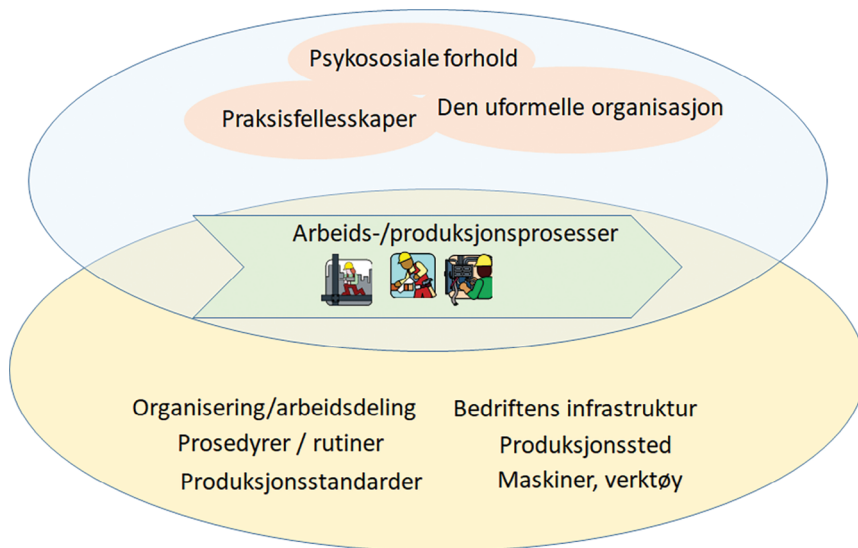 Psykososiale forhold
Praksisfellesskaper
Den uformelle organisasjon
Arbeids-/produksjonsprosesser
Organisering/arbeidsdeling
Prosedyrer / rutiner
Produksjonsstandarder
Bedriftens infrastruktur
Produksjonssted
Maskiner, verktøy